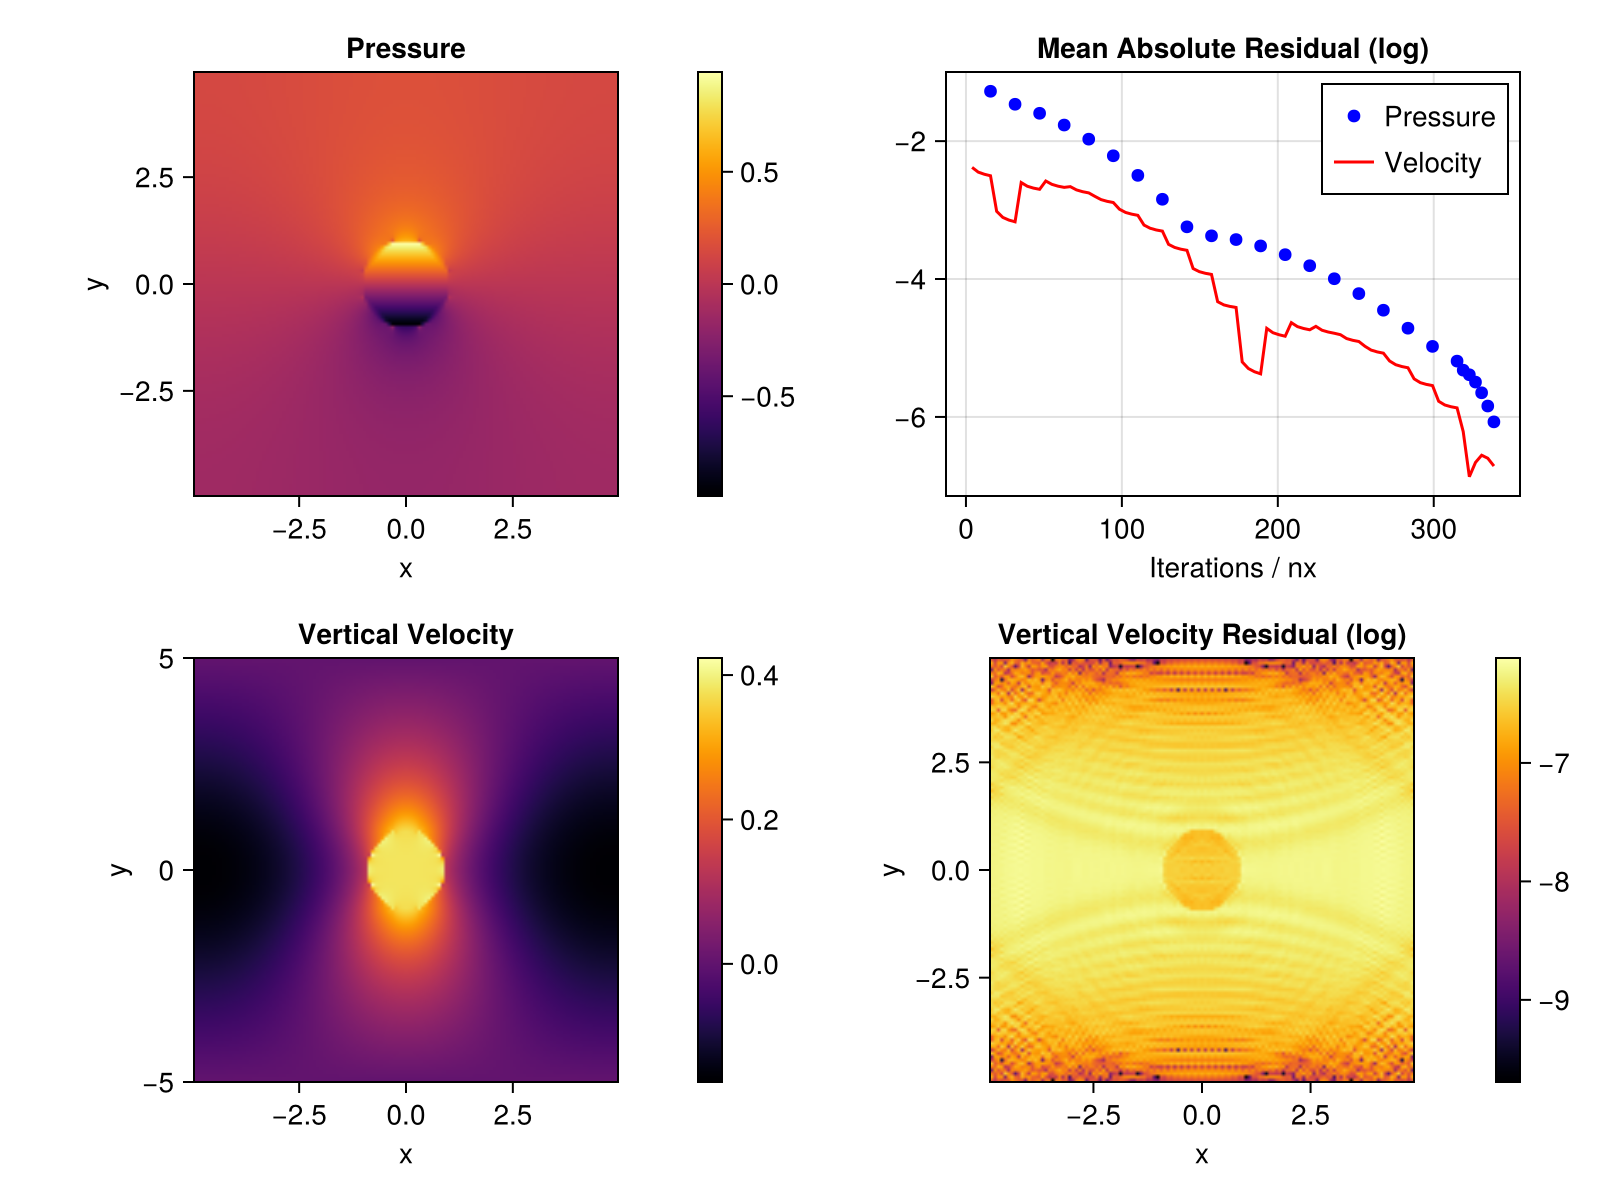 Pressure
2.5
0.0
−2.5
y
−2.5 0.0 2.5
x
0.5
0.0
−0.5
Mean Absolute Residual (log)
Pressure
Velocity
−2
−4
−6
0 100 200 300
Iterations / nx
Vertical Velocity
5
0
−5
y
−2.5 0.0 2.5
x
0.4
0.2
0.0
Vertical Velocity Residual (log)
2.5
0.0
−2.5
y
−2.5 0.0 2.5
x
−7
−8
−9